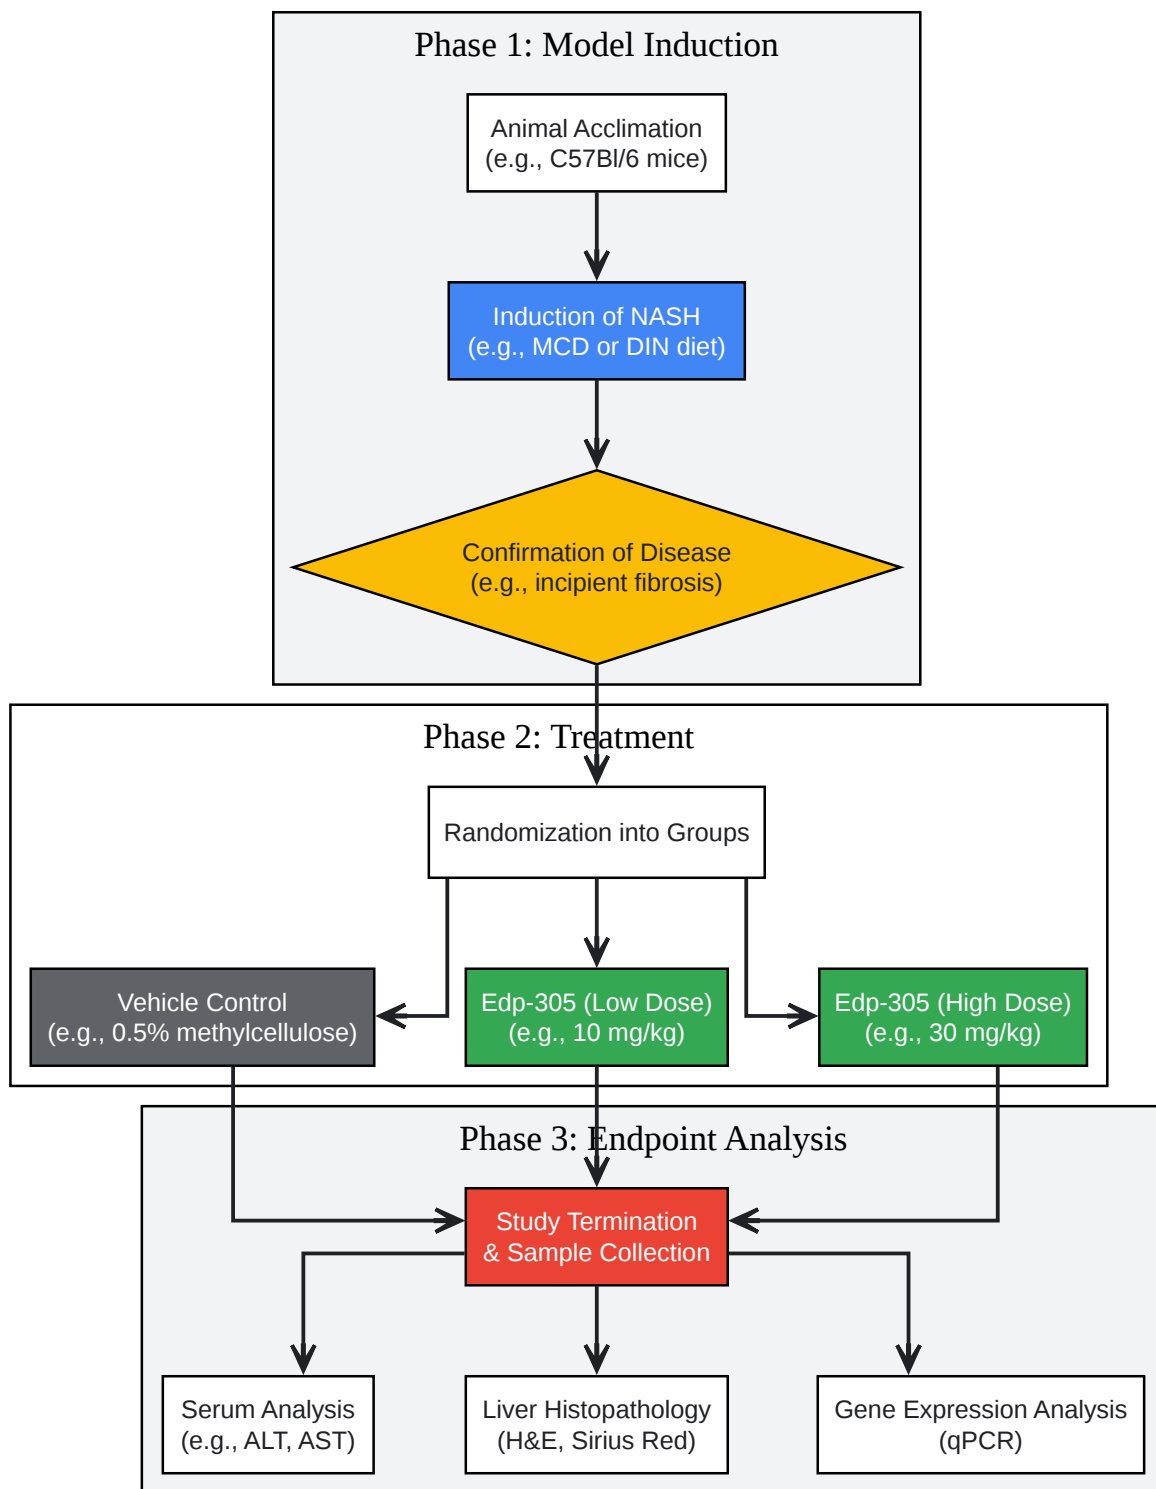 Phase 1: Model Induction
Animal Acclimation
(e.g., C57Bl/6 mice)
Induction of NASH
(e.g., MCD or DIN diet)
Confirmation of Disease
(e.g., incipient fibrosis)
Phase 2: Treatment
Randomization into Groups
Vehicle Control
(e.g., 0.5% methylcellulose)
Edp-305 (Low Dose)
(e.g., 10 mg/kg)
Edp-305 (High Dose)
(e.g., 30 mg/kg)
Phase 3: Endpoint Analysis
Study Termination
& Sample Collection
Serum Analysis
(e.g., ALT, AST)
Liver Histopathology
(H&E, Sirius Red)
Gene Expression Analysis
(qPCR)